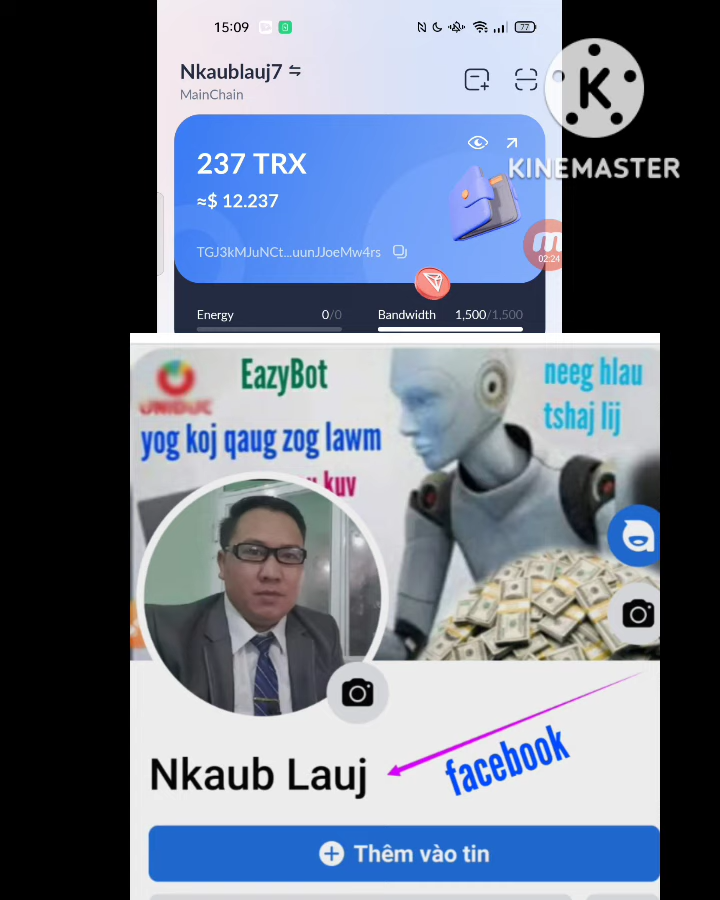 15:09
77
Nkaublauj7
MainChain
K
KINEMASTER
237 TRX
≈$ 12.237
TGJ3kMJuNCt...uunJJoeMw4rs
02:24
Energy 0/0 Bandwidth 1,500/1,500
UNIDUC
EazyBot
neeg hlau
tshaj lij
yog koj qaug zog lawm
kuv
Nkaub Lauj
facebook
Thêm vào tin